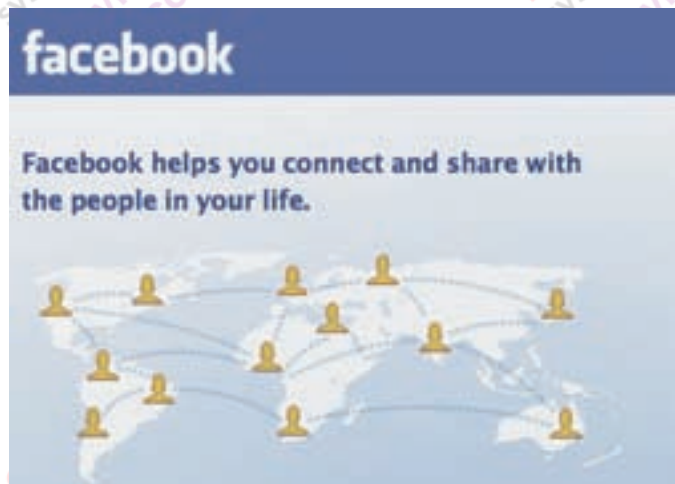 facebook
Facebook helps you connect and share with
the people in your life.